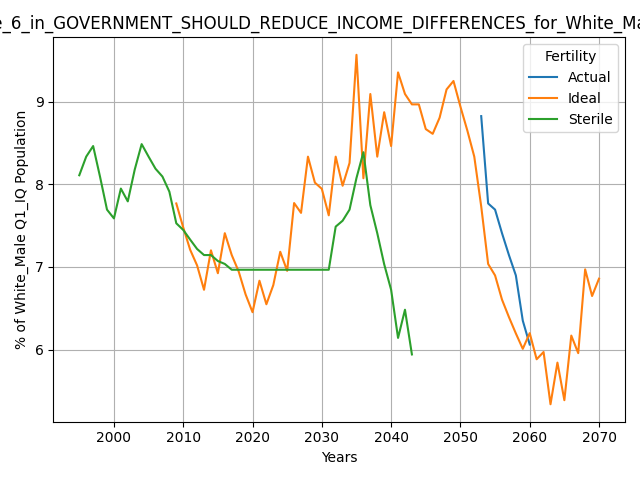 _6_in_GOVERNMENT_SHOULD_REDUCE_INCOME_DIFFERENCES_for_White_Ma
Fertility
Actual
Ideal
Sterile
% of White_Male Q1_IQ Population
9
8
7
6
2000 2010 2020 2030 2040 2050 2060 2070
Years